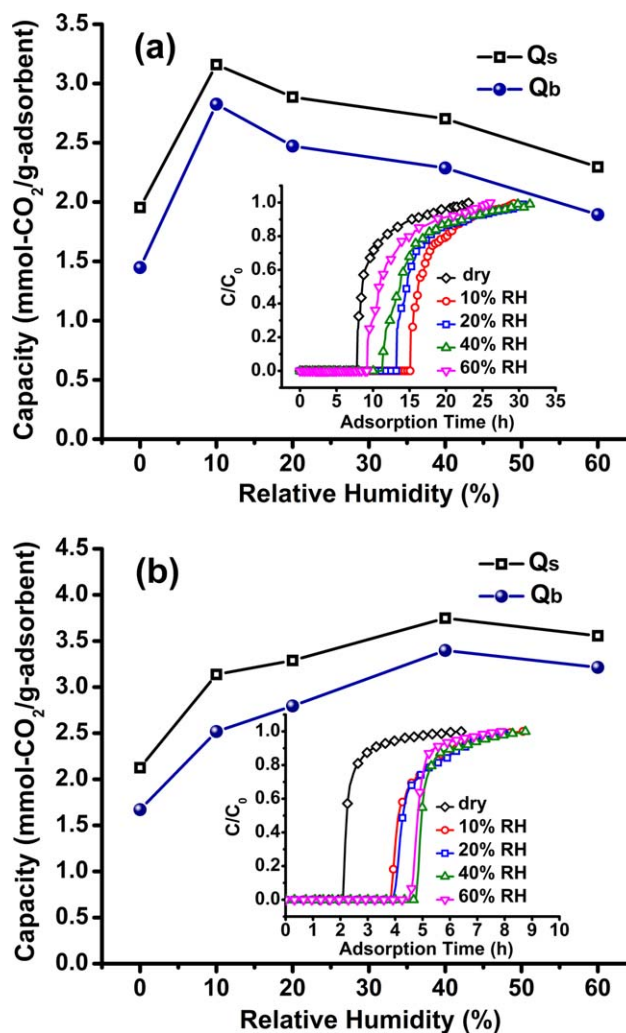 (a)
Qs
Qb
3.5
3.0
2.5
2.0
1.5
1.0
0.5
0.0
Capacity (mmol-CO₂/g-adsorbent)
0 10 20 30 40 50 60
Relative Humidity (%)
1.0
0.8
0.6
0.4
0.2
0.0
C/C₀
dry
10% RH
20% RH
40% RH
60% RH
0 5 10 15 20 25 30 35
Adsorption Time (h)
(b)
Qs
Qb
4.5
4.0
3.5
3.0
2.5
2.0
1.5
1.0
0.5
0.0
Capacity (mmol-CO₂/g-adsorbent)
0 10 20 30 40 50 60
Relative Humidity (%)
1.0
0.8
0.6
0.4
0.2
0.0
C/C₀
dry
10% RH
20% RH
40% RH
60% RH
0 1 2 3 4 5 6 7 8 9 10
Adsorption Time (h)